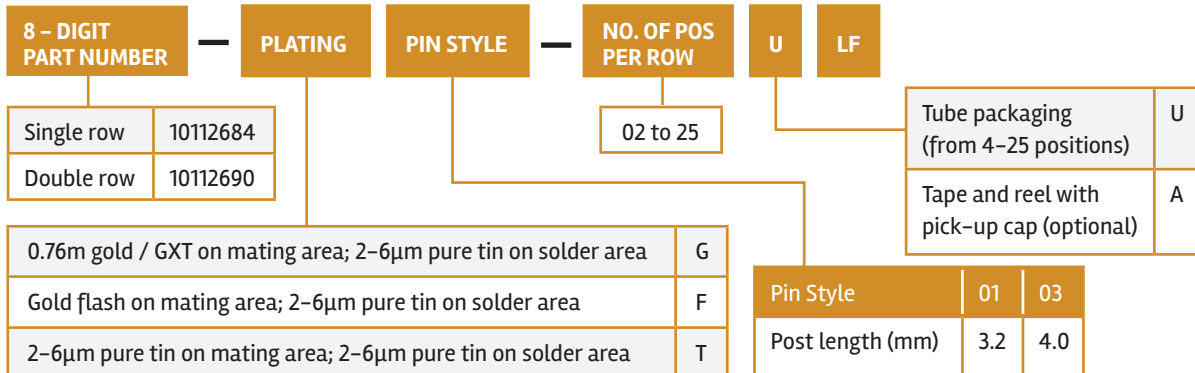 8 – DIGIT
PART NUMBER
—
PLATING
PIN STYLE
—
NO. OF POS
PER ROW
U
LF
Single row 10112684
Double row 10112690
02 to 25
Tube packaging U
(from 4–25 positions)
Tape and reel with A
pick-up cap (optional)
0.76m gold / GXT on mating area; 2–6µm pure tin on solder area G
Gold flash on mating area; 2–6µm pure tin on solder area F
2–6µm pure tin on mating area; 2–6µm pure tin on solder area T
Pin Style 01 03
Post length (mm) 3.2 4.0